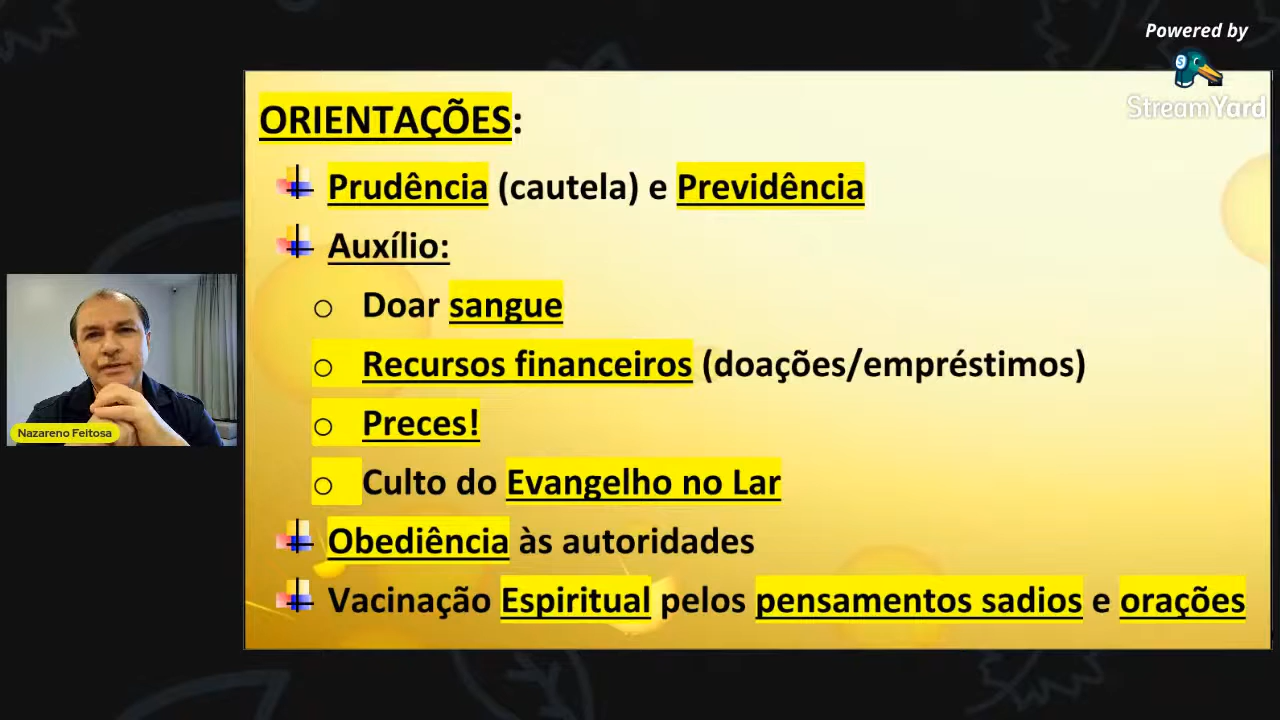 Powered by
StreamYard
ORIENTAÇÕES:
Prudência (cautela) e Previdência
Auxílio:
o Doar sangue
o Recursos financeiros (doações/empréstimos)
o Preces!
o Culto do Evangelho no Lar
Obediência às autoridades
Vacinação Espiritual pelos pensamentos sadios e orações
Nazareno Feitosa